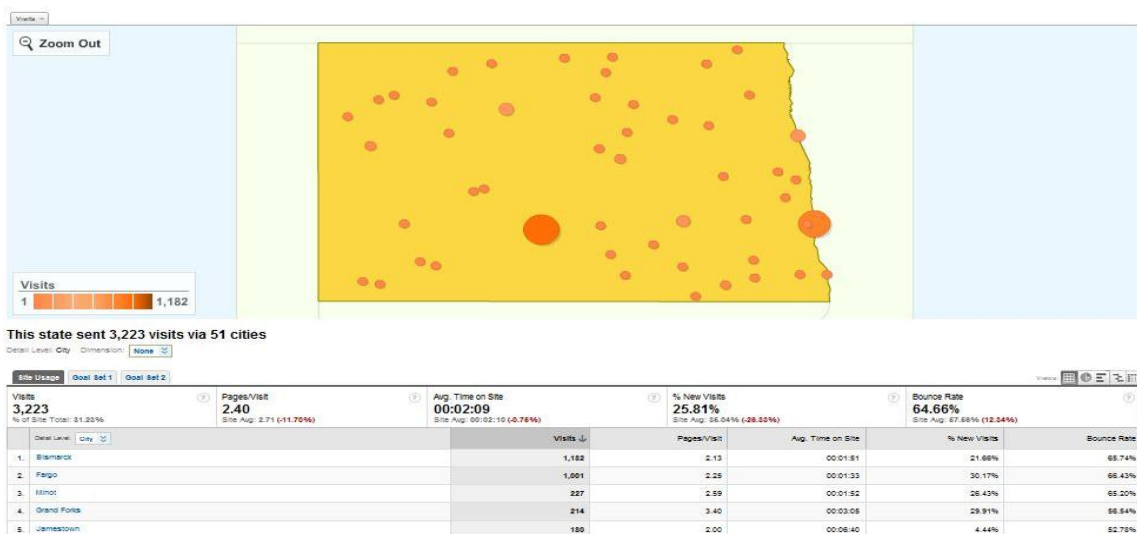 Visits
Zoom Out
Visits
1 1,182
This state sent 3,223 visits via 51 cities
Detail Level: City Dimension: None
Site Usage Goal Set 1 Goal Set 2 Views:
Visits Pages/Visit Avg. Time on Site % New Visits Bounce Rate
3,223 2.40 00:02:09 25.81% 64.66%
% of Site Total: 31.23% Site Avg: 2.71 (-11.70%) Site Avg: 00:02:10 (-0.76%) Site Avg: 35.04% (-26.33%) Site Avg: 57.56% (12.34%)
Detail Level: City Visits Pages/Visit Avg. Time on Site % New Visits Bounce Rate
1. Bismarck 1,182 2.13 00:01:51 21.66% 65.74%
2. Fargo 1,001 2.25 00:01:33 30.17% 66.43%
3. Minot 227 2.59 00:01:52 26.43% 65.20%
4. Grand Forks 214 3.40 00:03:05 29.91% 56.54%
5. Jamestown 180 2.00 00:06:40 4.44% 52.78%